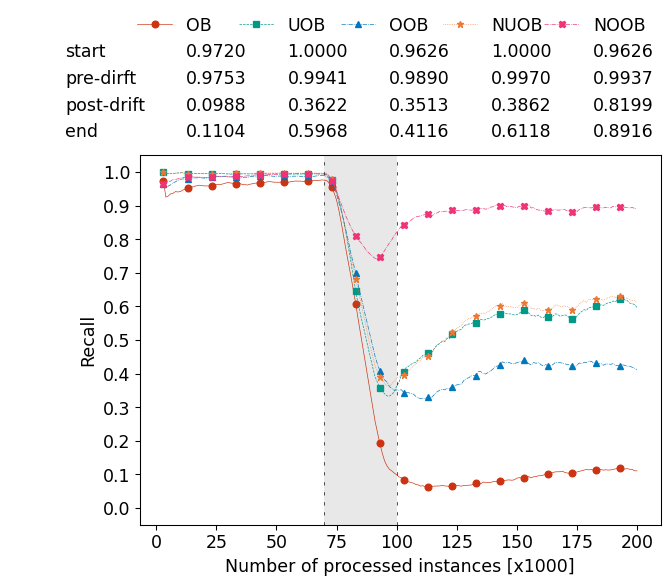 OB UOB OOB NUOB NOOB
start 0.9720 1.0000 0.9626 1.0000 0.9626
pre-dirft 0.9753 0.9941 0.9890 0.9970 0.9937
post-drift 0.0988 0.3622 0.3513 0.3862 0.8199
end 0.1104 0.5968 0.4116 0.6118 0.8916
1.0
0.9
0.8
0.7
0.6
0.5
0.4
0.3
0.2
0.1
0.0
Recall
0 25 50 75 100 125 150 175 200
Number of processed instances [x1000]